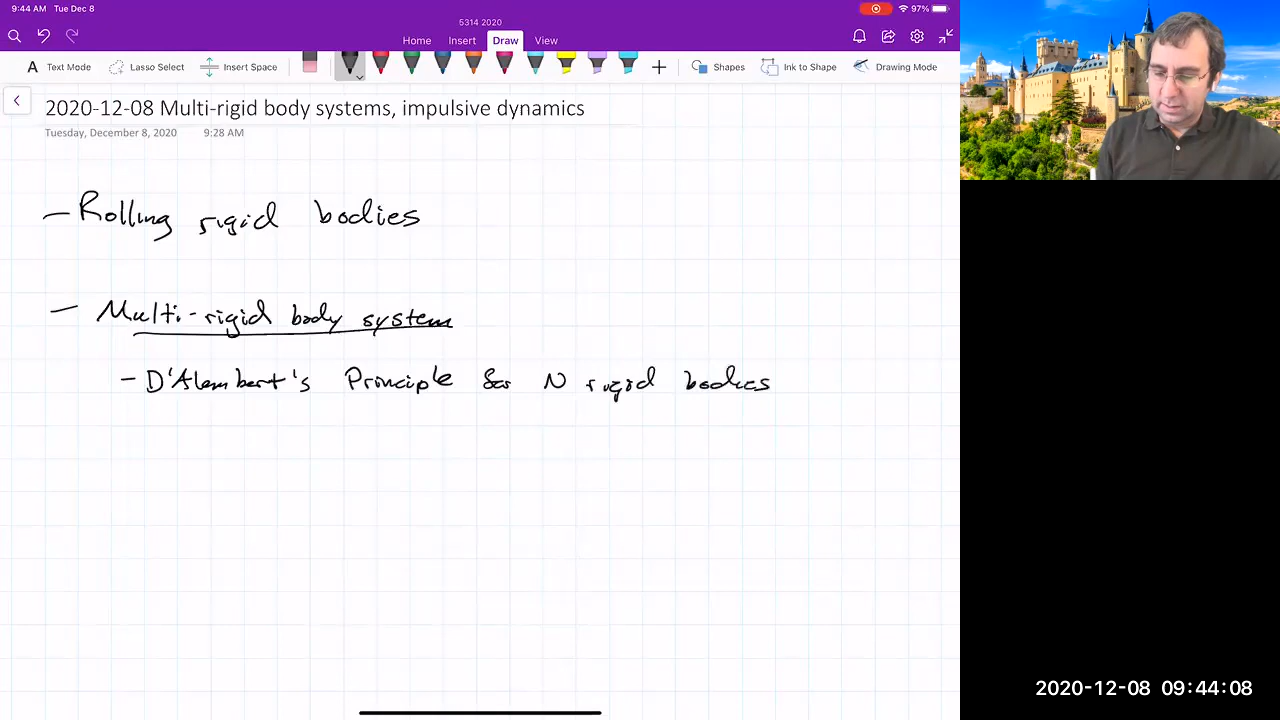 9:44 AM Tue Dec 8
97%
5314 2020
Home Insert Draw View
Text Mode Lasso Select Insert Space Shapes Ink to Shape Drawing Mode
2020-12-08 Multi-rigid body systems, impulsive dynamics
Tuesday, December 8, 2020 9:28 AM
- Rolling rigid bodies
- Multi-rigid body system
- D'Alembert's Principle for N rigid bodies
2020-12-08 09:44:08